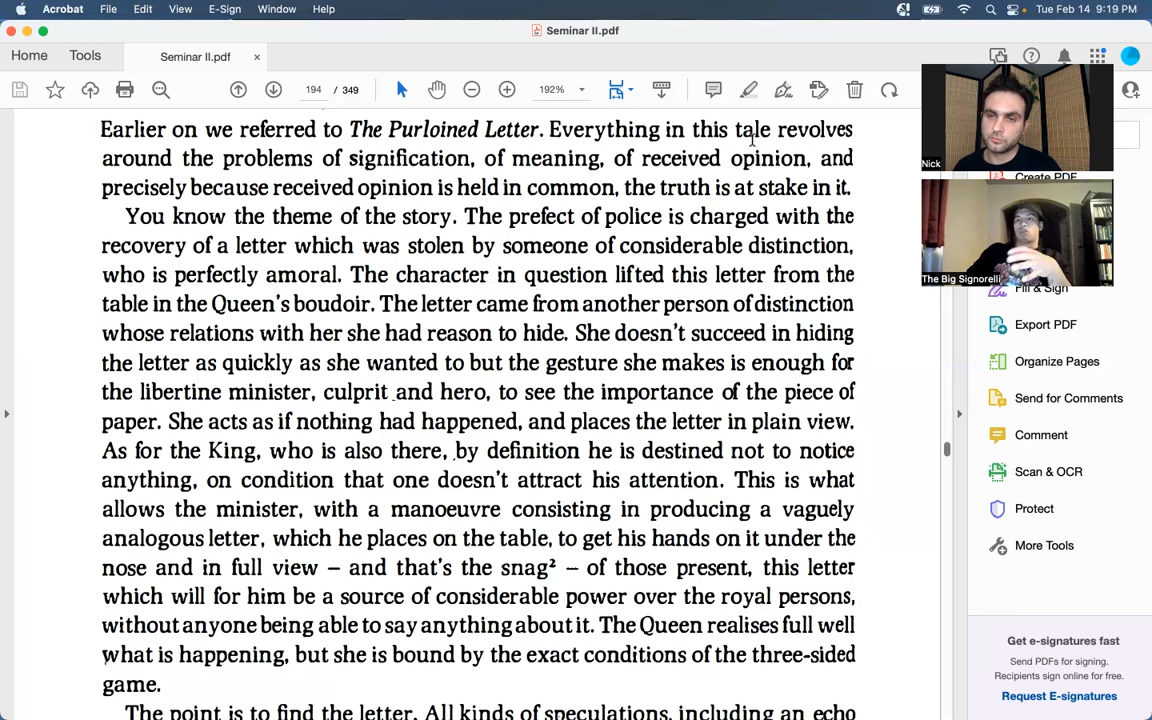 Acrobat File Edit View Window E-Sign Help Tue Feb 14 9:19 PM
Seminar II.pdf
Home Tools Seminar II.pdf ×
194 / 349 192%
Nick
The Big Signorelli
Create PDF
Fill & Sign
Export PDF
Organize Pages
Send for Comments
Comment
Scan & OCR
Protect
More Tools
Get e-signatures fast
Send PDFs for signing.
Recipients sign online for free.
Request E-signatures
Earlier on we referred to The Purloined Letter. Everything in this tale revolves
around the problems of signification, of meaning, of received opinion, and
precisely because received opinion is held in common, the truth is at stake in it.
You know the theme of the story. The prefect of police is charged with the
recovery of a letter which was stolen by someone of considerable distinction,
who is perfectly amoral. The character in question lifted this letter from the
table in the Queen's boudoir. The letter came from another person of distinction
whose relations with her she had reason to hide. She doesn't succeed in hiding
the letter as quickly as she wanted to but the gesture she makes is enough for
the libertine minister, culprit and hero, to see the importance of the piece of
paper. She acts as if nothing had happened, and places the letter in plain view.
As for the King, who is also there, by definition he is destined not to notice
anything, on condition that one doesn't attract his attention. This is what
allows the minister, with a manoeuvre consisting in producing a vaguely
analogous letter, which he places on the table, to get his hands on it under the
nose and in full view – and that's the snag² – of those present, this letter
which will for him be a source of considerable power over the royal persons,
without anyone being able to say anything about it. The Queen realises full well
what is happening, but she is bound by the exact conditions of the three-sided
game.
The point is to find the letter. All kinds of speculations, including an echo